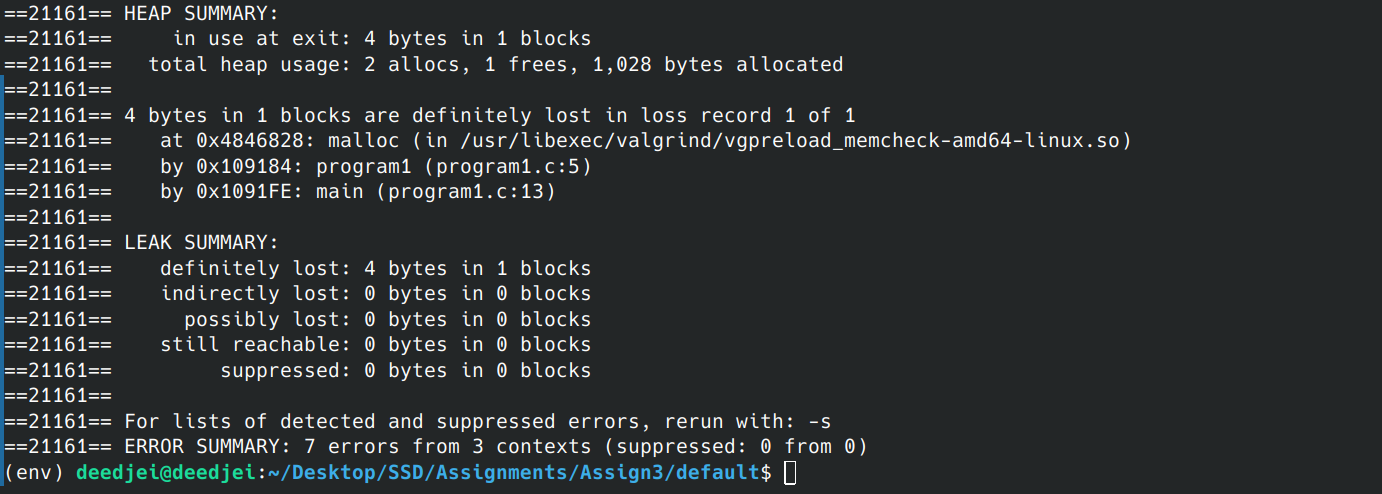 ==21161== HEAP SUMMARY:
==21161==     in use at exit: 4 bytes in 1 blocks
==21161==   total heap usage: 2 allocs, 1 frees, 1,028 bytes allocated
==21161==
==21161== 4 bytes in 1 blocks are definitely lost in loss record 1 of 1
==21161==    at 0x4846828: malloc (in /usr/libexec/valgrind/vgpreload_memcheck-amd64-linux.so)
==21161==    by 0x109184: program1 (program1.c:5)
==21161==    by 0x1091FE: main (program1.c:13)
==21161==
==21161== LEAK SUMMARY:
==21161==    definitely lost: 4 bytes in 1 blocks
==21161==    indirectly lost: 0 bytes in 0 blocks
==21161==      possibly lost: 0 bytes in 0 blocks
==21161==    still reachable: 0 bytes in 0 blocks
==21161==         suppressed: 0 bytes in 0 blocks
==21161==
==21161== For lists of detected and suppressed errors, rerun with: -s
==21161== ERROR SUMMARY: 7 errors from 3 contexts (suppressed: 0 from 0)
(env) deedjei@deedjei:~/Desktop/SSD/Assignments/Assign3/default$